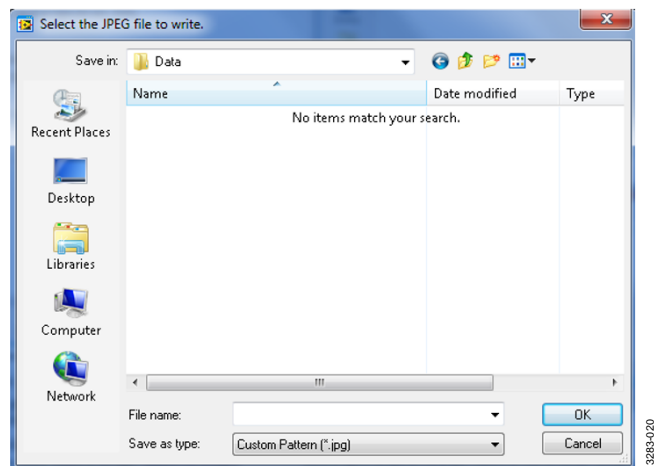 Select the JPEG file to write.
Save in: Data
Name Date modified Type
No items match your search.
Recent Places
Desktop
Libraries
Computer
Network
File name: OK
Save as type: Custom Pattern (*.jpg) Cancel
3283-020